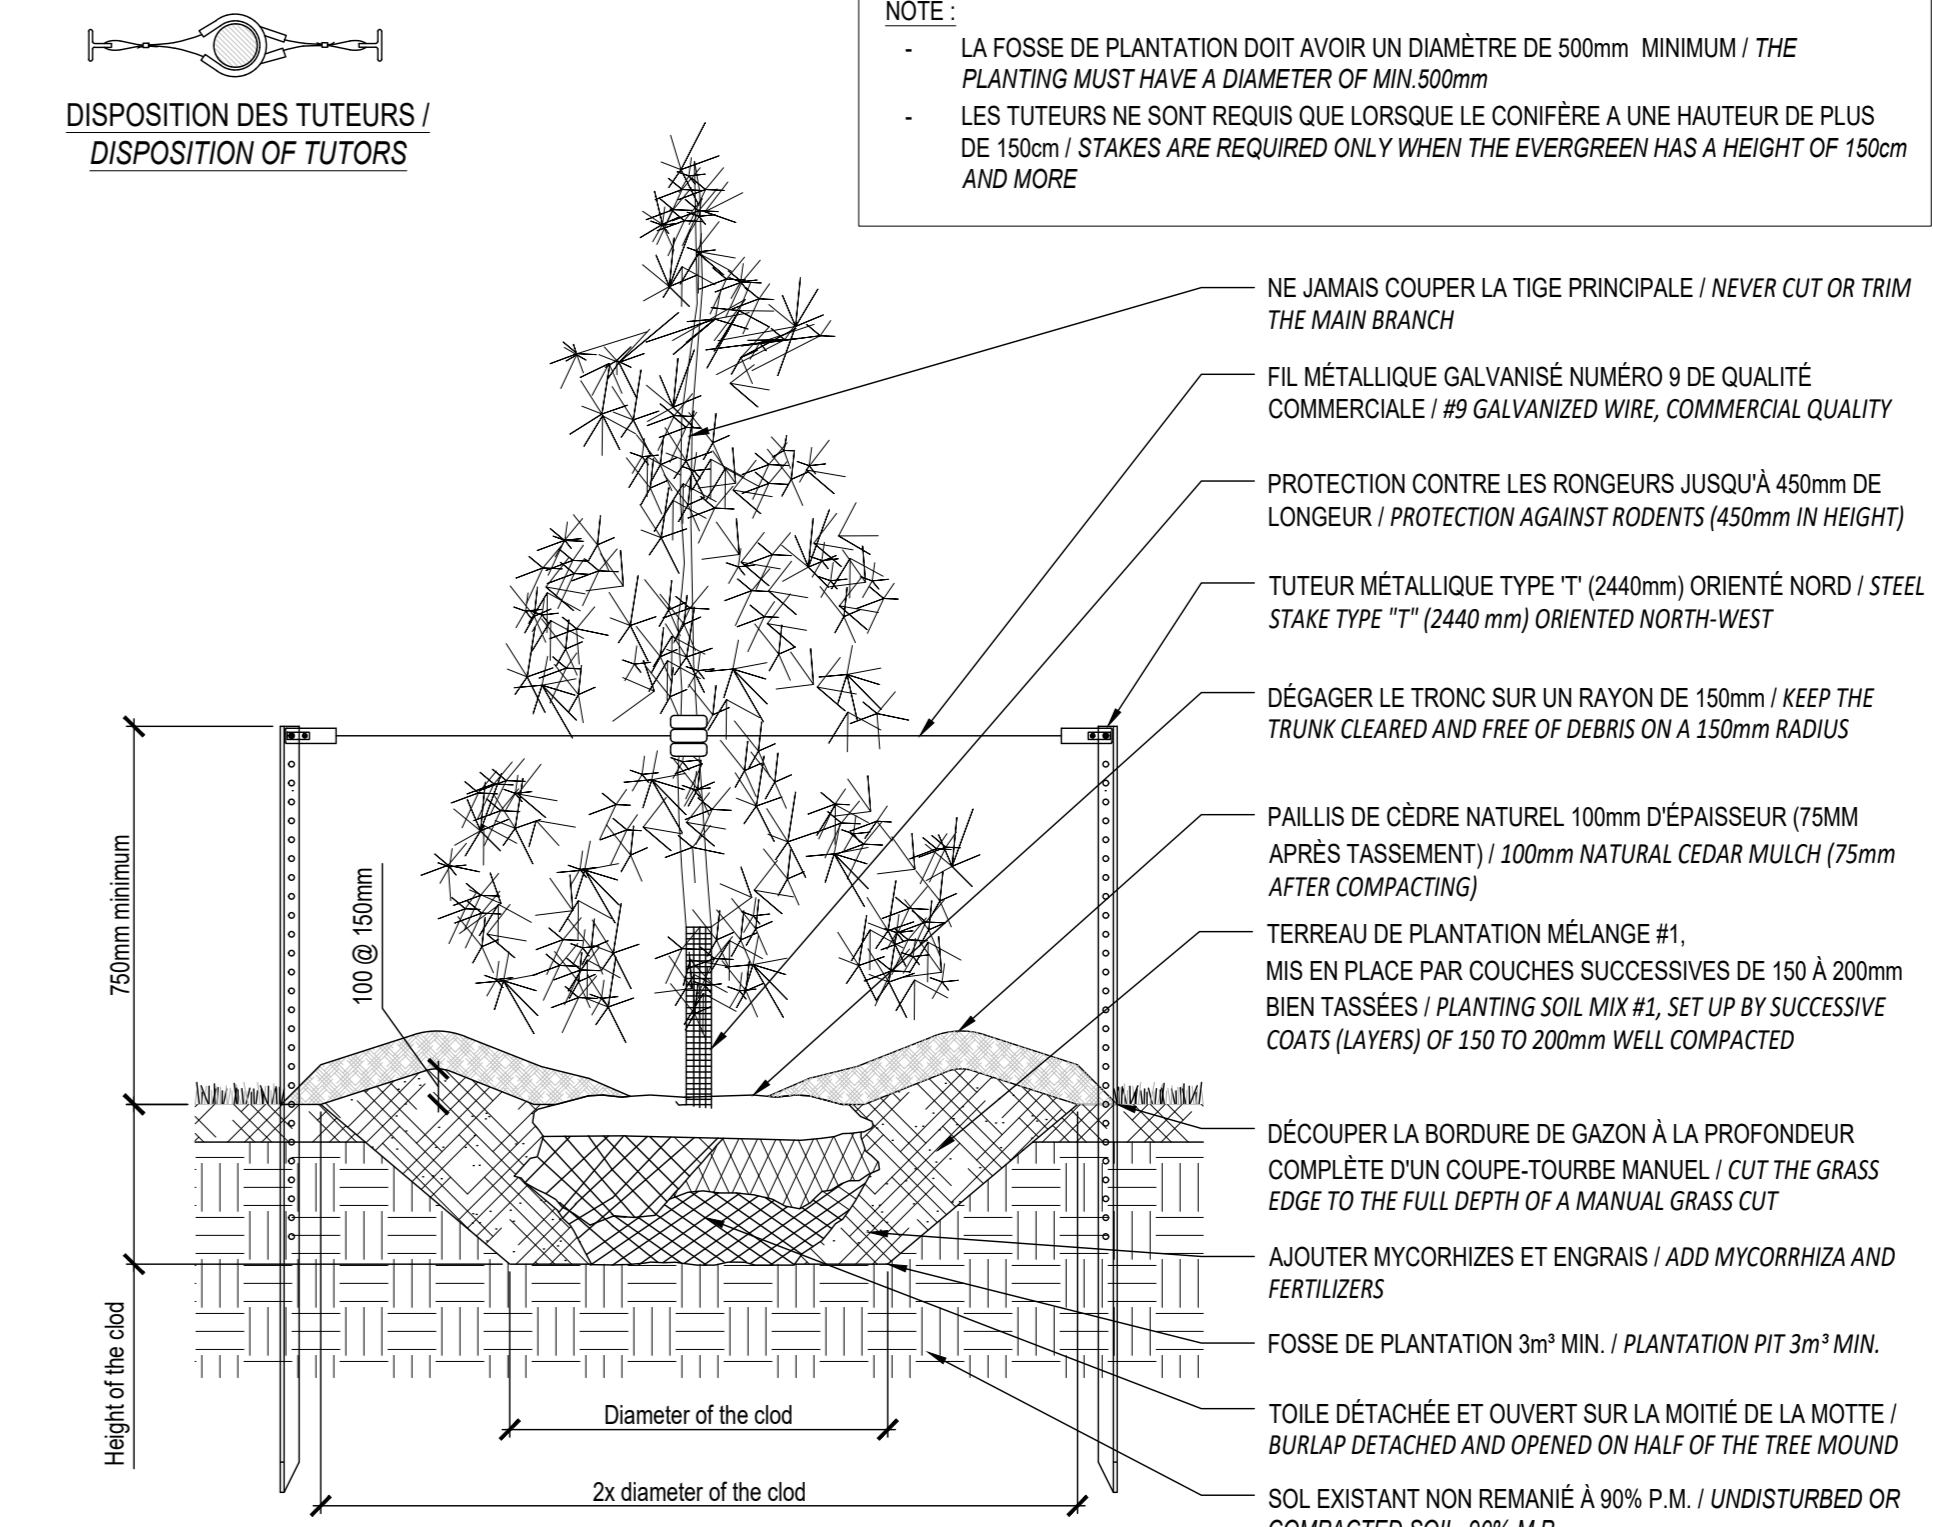 DISPOSITION DES TUTEURS /
DISPOSITION OF TUTORS
NOTE :
- LA FOSSE DE PLANTATION DOIT AVOIR UN DIAMÈTRE DE 500mm MINIMUM / THE
PLANTING MUST HAVE A DIAMETER OF MIN.500mm
- LES TUTEURS NE SONT REQUIS QUE LORSQUE LE CONIFÈRE A UNE HAUTEUR DE PLUS
DE 150cm / STAKES ARE REQUIRED ONLY WHEN THE EVERGREEN HAS A HEIGHT OF 150cm
AND MORE
NE JAMAIS COUPER LA TIGE PRINCIPALE / NEVER CUT OR TRIM
THE MAIN BRANCH
FIL MÉTALLIQUE GALVANISÉ NUMÉRO 9 DE QUALITÉ
COMMERCIALE / #9 GALVANIZED WIRE, COMMERCIAL QUALITY
PROTECTION CONTRE LES RONGEURS JUSQU'À 450mm DE
LONGEUR / PROTECTION AGAINST RODENTS (450mm IN HEIGHT)
TUTEUR MÉTALLIQUE TYPE 'T' (2440mm) ORIENTÉ NORD / STEEL
STAKE TYPE "T" (2440 mm) ORIENTED NORTH-WEST
DÉGAGER LE TRONC SUR UN RAYON DE 150mm / KEEP THE
TRUNK CLEARED AND FREE OF DEBRIS ON A 150mm RADIUS
PAILLIS DE CÈDRE NATUREL 100mm D'ÉPAISSEUR (75MM
APRÈS TASSEMENT) / 100mm NATURAL CEDAR MULCH (75mm
AFTER COMPACTING)
TERREAU DE PLANTATION MÉLANGE #1,
MIS EN PLACE PAR COUCHES SUCCESSIVES DE 150 À 200mm
BIEN TASSÉES / PLANTING SOIL MIX #1, SET UP BY SUCCESSIVE
COATS (LAYERS) OF 150 TO 200mm WELL COMPACTED
DÉCOUPER LA BORDURE DE GAZON À LA PROFONDEUR
COMPLÈTE D'UN COUPE-TOURBE MANUEL / CUT THE GRASS
EDGE TO THE FULL DEPTH OF A MANUAL GRASS CUT
AJOUTER MYCORHIZES ET ENGRAIS / ADD MYCORRHIZA AND
FERTILIZERS
FOSSE DE PLANTATION 3m³ MIN. / PLANTATION PIT 3m³ MIN.
TOILE DÉTACHÉE ET OUVERT SUR LA MOITIÉ DE LA MOTTE /
BURLAP DETACHED AND OPENED ON HALF OF THE TREE MOUND
SOL EXISTANT NON REMANIÉ À 90% P.M. / UNDISTURBED OR
COMPACTED SOIL, 90% M.P.
750mm minimum
100 @ 150mm
Height of the clod
Diameter of the clod
2x diameter of the clod